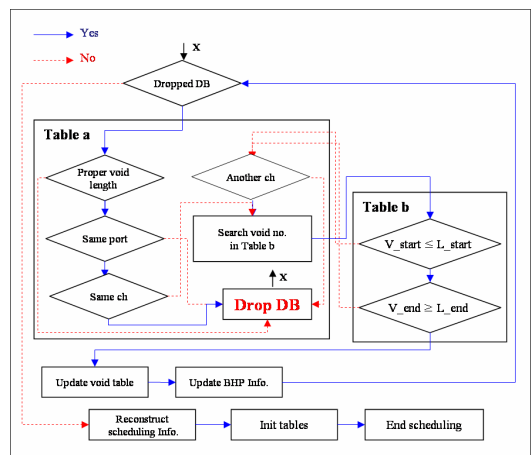 Yes
No
X
Dropped DB
Table a
Proper void
length
Another ch
Table b
Same port
Search void no.
in Table b
V_start ≤ L_start
X
Same ch
Drop DB
V_end ≥ L_end
Update void table
Update BHP Info.
Reconstruct
scheduling Info.
Init tables
End scheduling